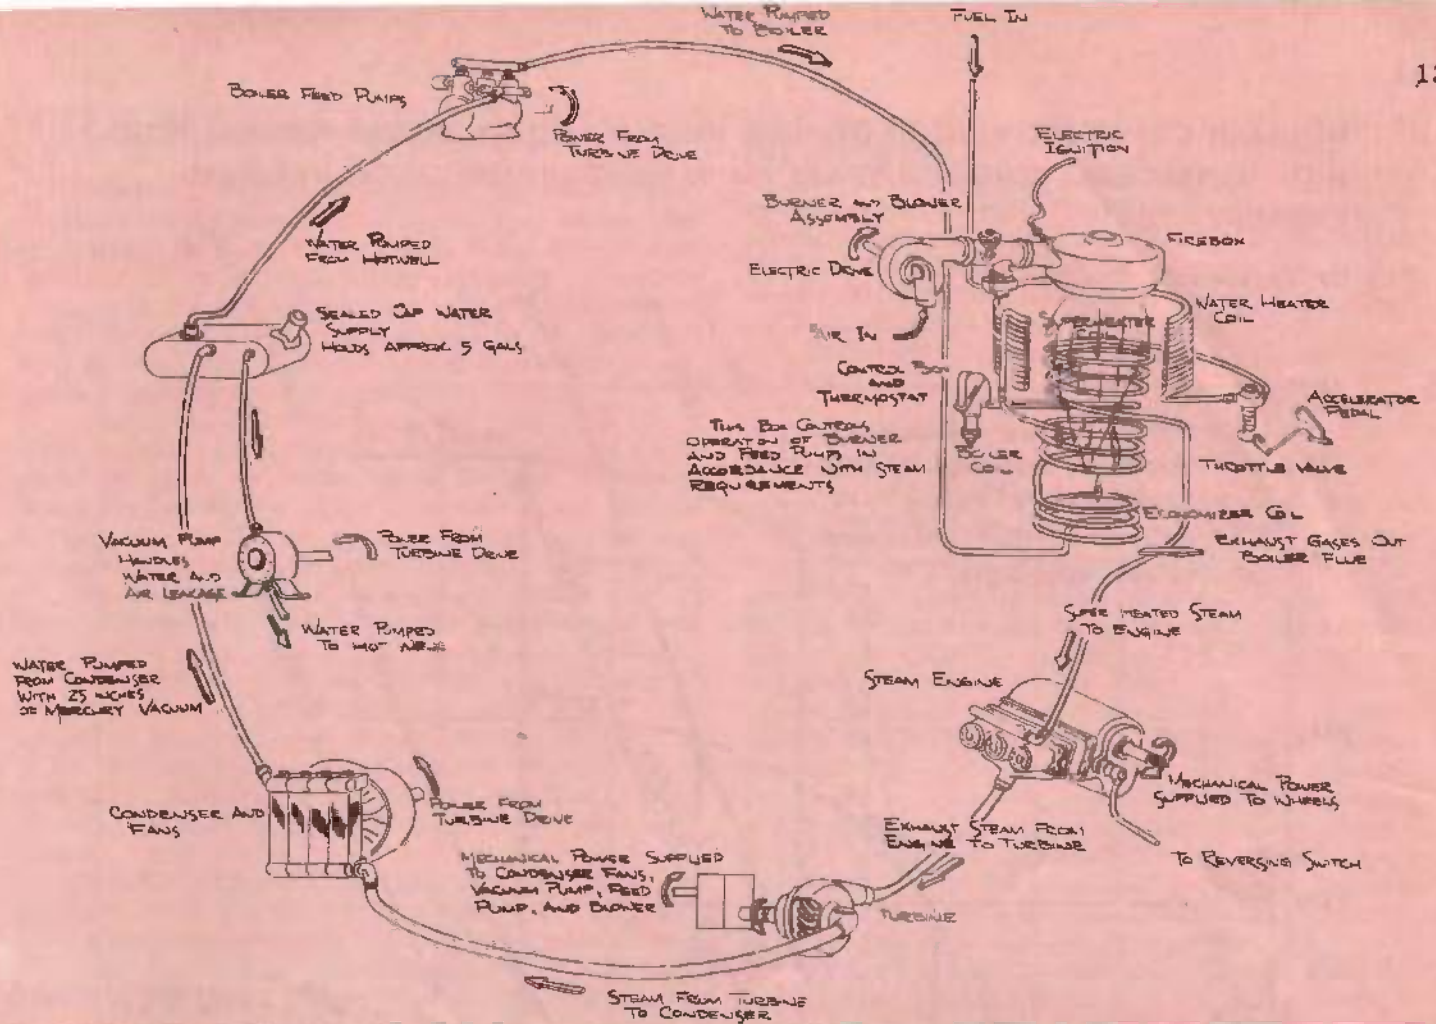 WATER PUMPED
TO BOILER
FUEL IN
BOILER FEED PUMPS
POWER FROM
TURBINE DRIVE
ELECTRIC
IGNITION
WATER PUMPED
FROM HOTWELL
BURNER AND BLOWER
ASSEMBLY
ELECTRIC DRIVE
FIREBOX
AIR IN
WATER HEATER
COIL
SUPERHEATER
COIL
SEALED CAP WATER
SUPPLY
HOLDS APPROX 5 GALS
CONTROL BOX
AND
THERMOSTAT
THIS BOX CONTROLS
OPERATION OF BURNER
AND FEED PUMPS IN
ACCORDANCE WITH STEAM
REQUIREMENTS
BOILER
COIL
ACCELERATOR
PEDAL
THROTTLE VALVE
ECONOMIZER COIL
EXHAUST GASES OUT
BOILER FLUE
VACUUM PUMP
HANDLES
WATER AND
AIR LEAKAGE
POWER FROM
TURBINE DRIVE
WATER PUMPED
TO HOT WELL
SUPER HEATED STEAM
TO ENGINE
WATER PUMPED
FROM CONDENSER
WITH 25 INCHES
OF MERCURY VACUUM
STEAM ENGINE
MECHANICAL POWER
SUPPLIED TO WHEELS
CONDENSER AND
FANS
POWER FROM
TURBINE DRIVE
EXHAUST STEAM FROM
ENGINE TO TURBINE
TO REVERSING SWITCH
MECHANICAL POWER SUPPLIED
TO CONDENSER FANS,
VACUUM PUMP, FEED
PUMP, AND BLOWER
TURBINE
STEAM FROM TURBINE
TO CONDENSER